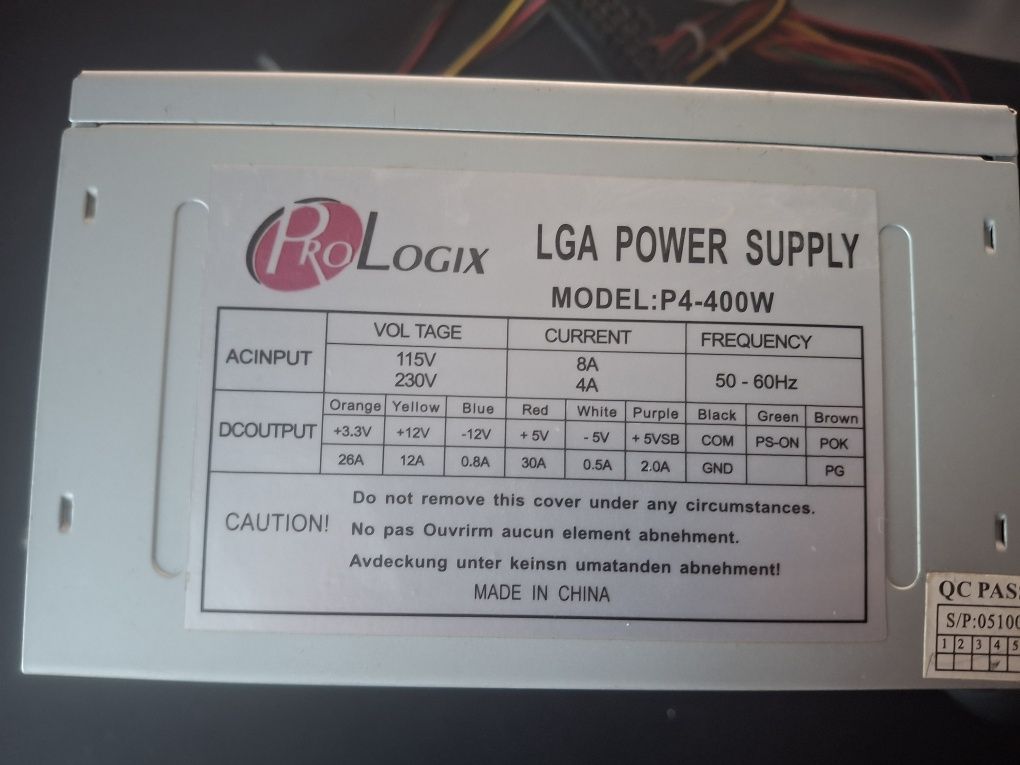 PROLOGIX
LGA POWER SUPPLY
MODEL:P4-400W
ACINPUT
VOL TAGE CURRENT FREQUENCY
115V 8A
230V 4A
50 - 60Hz
DCOUTPUT
Orange Yellow Blue Red White Purple Black Green Brown
+3.3V +12V -12V + 5V - 5V + 5VSB COM PS-ON POK
26A 12A 0.8A 30A 0.5A 2.0A GND PG
CAUTION!
Do not remove this cover under any circumstances.
No pas Ouvrirm aucun element abnehment.
Avdeckung unter keinsn umatanden abnehment!
MADE IN CHINA
QC PASS
S/P:05100
1 2 3 4 5